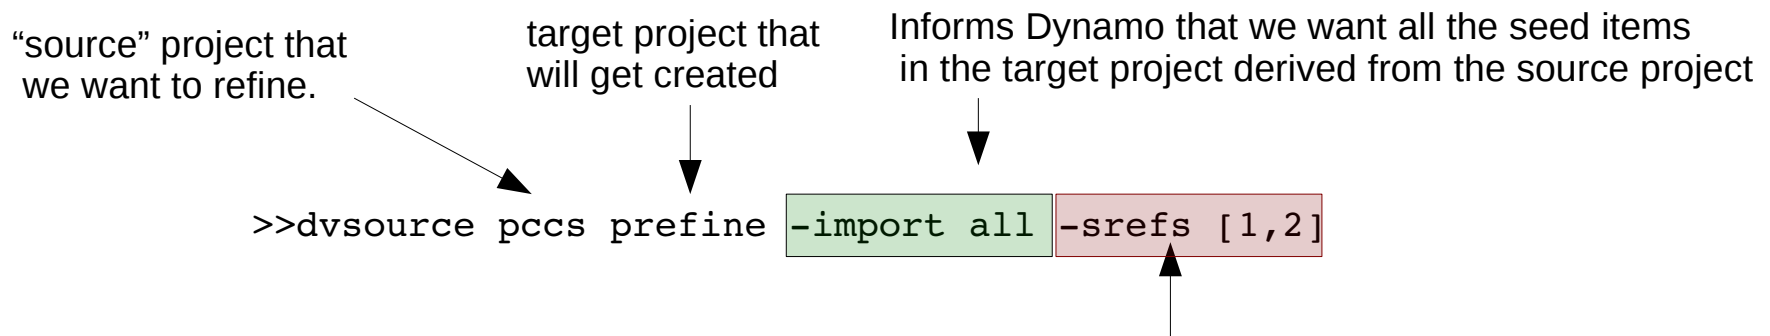 “source” project that
we want to refine.
target project that
will get created
Informs Dynamo that we want all the seed items
in the target project derived from the source project
>>dvsource pccs prefine -import all -srefs [1,2]